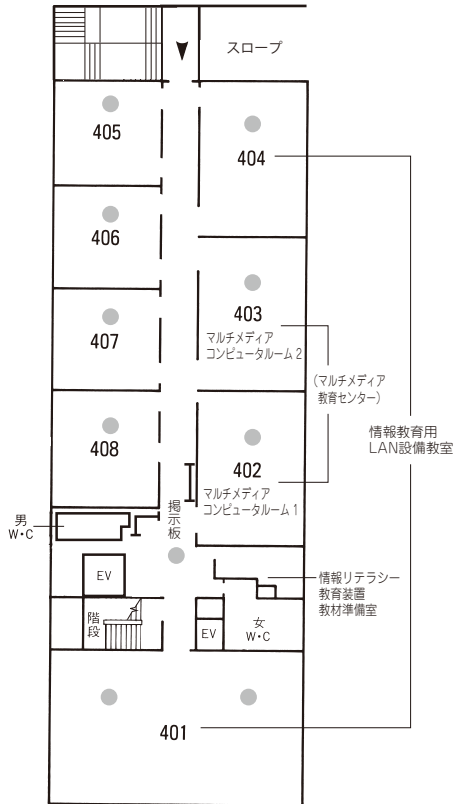 スロープ
405
404
406
403
マルチメディア
コンピュータルーム2
407
(マルチメディア
教育センター)
情報教育用
LAN設備教室
408
402
マルチメディア
コンピュータルーム1
男
W・C
掲示板
EV
情報リテラシー
教育装置
教材準備室
階段
EV
女
W・C
401